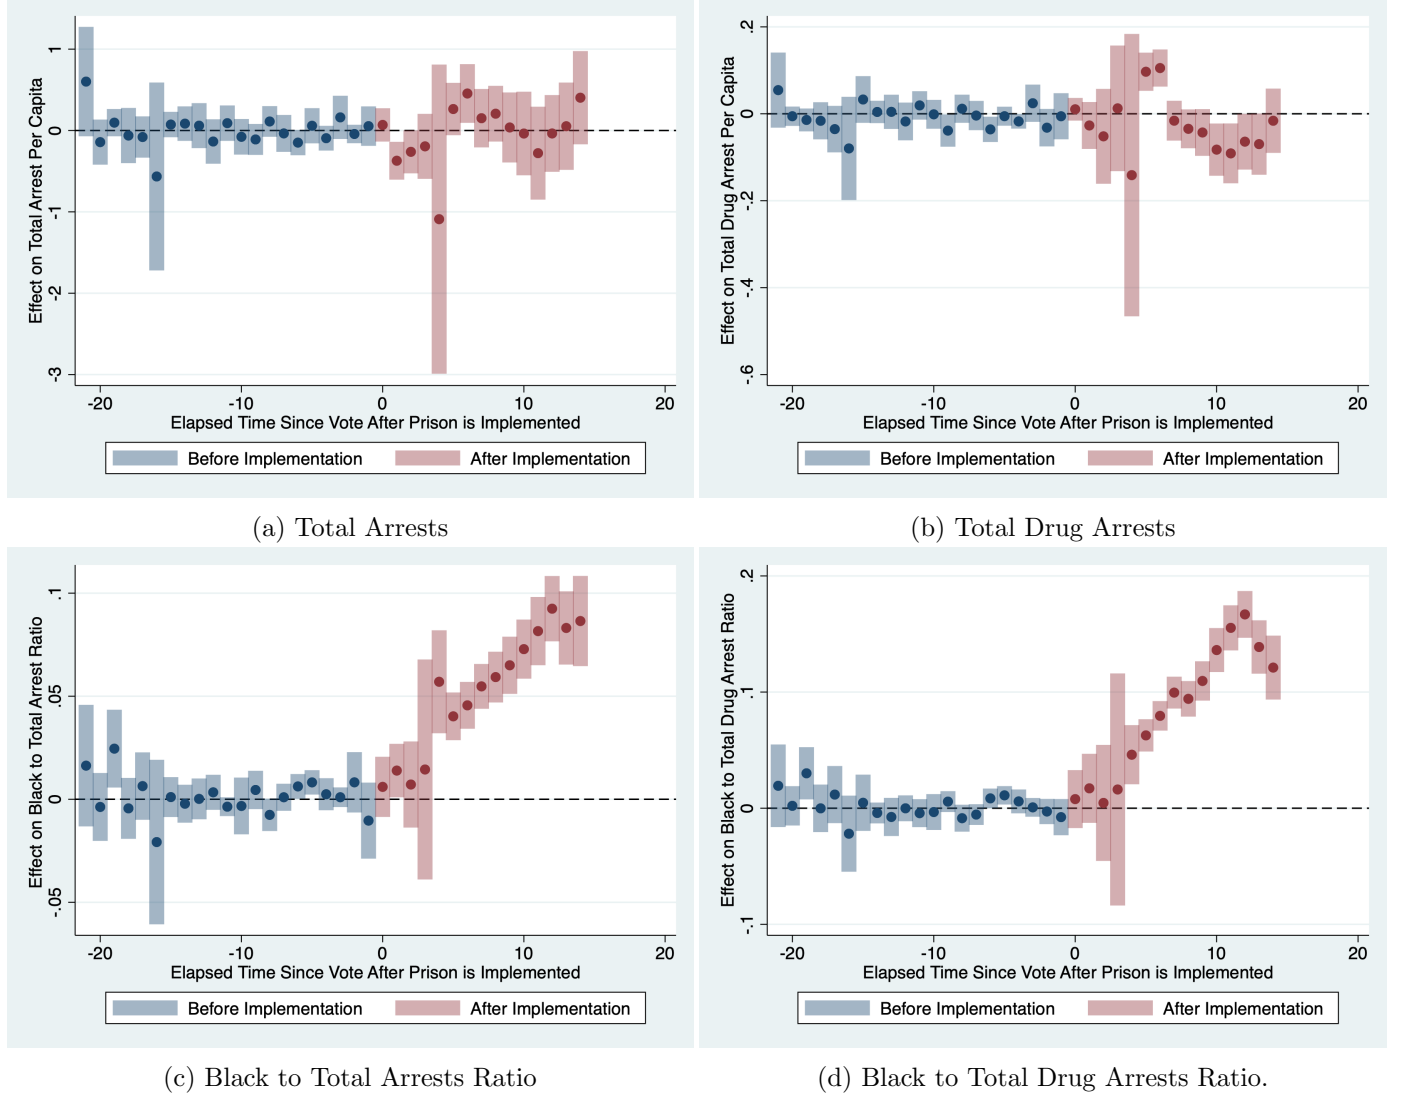 Effect on Total Arrest Per Capita
1
0
-1
-2
-3
-20 -10 0 10 20
Elapsed Time Since Vote After Prison is Implemented
Before Implementation After Implementation
(a) Total Arrests
Effect on Total Drug Arrest Per Capita
.2
0
-.2
-.4
-.6
-20 -10 0 10 20
Elapsed Time Since Vote After Prison is Implemented
Before Implementation After Implementation
(b) Total Drug Arrests
Effect on Black to Total Arrest Ratio
.1
.05
0
-.05
-20 -10 0 10 20
Elapsed Time Since Vote After Prison is Implemented
Before Implementation After Implementation
(c) Black to Total Arrests Ratio
Effect on Black to Total Drug Arrest Ratio
.2
.1
0
-.1
-20 -10 0 10 20
Elapsed Time Since Vote After Prison is Implemented
Before Implementation After Implementation
(d) Black to Total Drug Arrests Ratio.